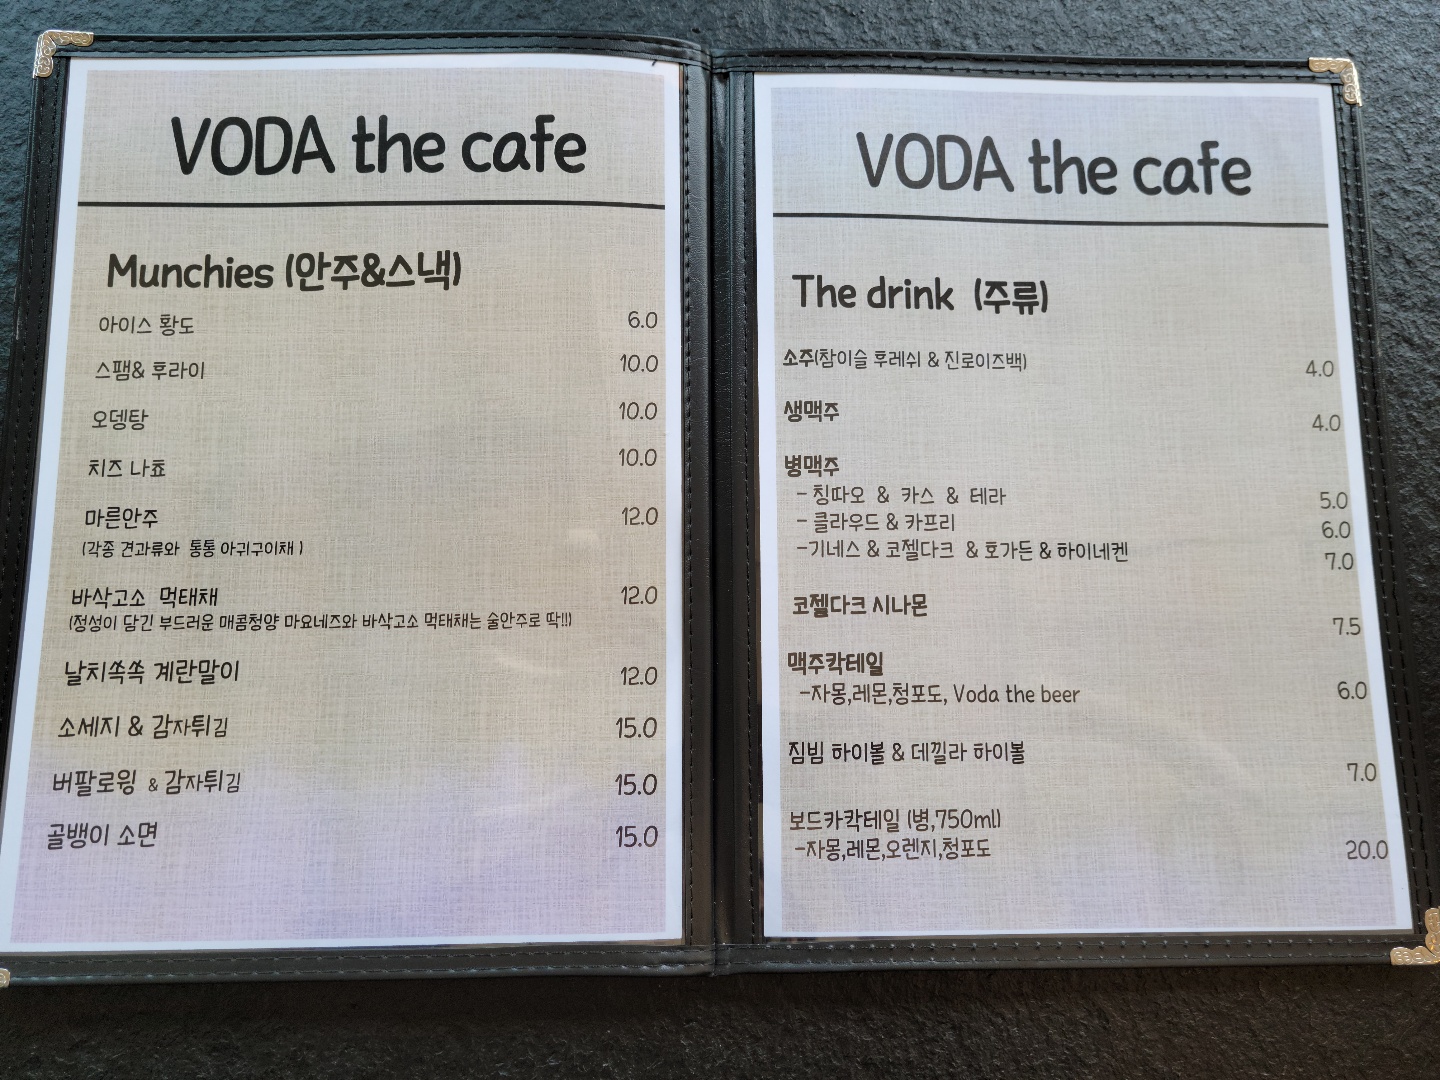 VODA the cafe
Munchies (안주&스낵)
아이스 황도 6.0
스팸& 후라이 10.0
오뎅탕 10.0
치즈 나쵸 10.0
마른안주 12.0
(각종 견과류와 통통 아귀구이채)
바삭고소 먹태채 12.0
(정성이 담긴 부드러운 매콤청양 마요네즈와 바삭고소 먹태채는 술안주로 딱!!)
날치쏙쏙 계란말이 12.0
소세지 & 감자튀김 15.0
버팔로윙 & 감자튀김 15.0
골뱅이 소면 15.0
VODA the cafe
The drink (주류)
소주(참이슬 후레쉬 & 진로이즈백) 4.0
생맥주 4.0
병맥주
- 칭따오 & 카스 & 테라 5.0
- 클라우드 & 카프리 6.0
-기네스 & 코젤다크 & 호가든 & 하이네켄 7.0
코젤다크 시나몬 7.5
맥주칵테일
-자몽,레몬,청포도, Voda the beer 6.0
짐빔 하이볼 & 데낄라 하이볼 7.0
보드카칵테일 (병,750ml)
-자몽,레몬,오렌지,청포도 20.0